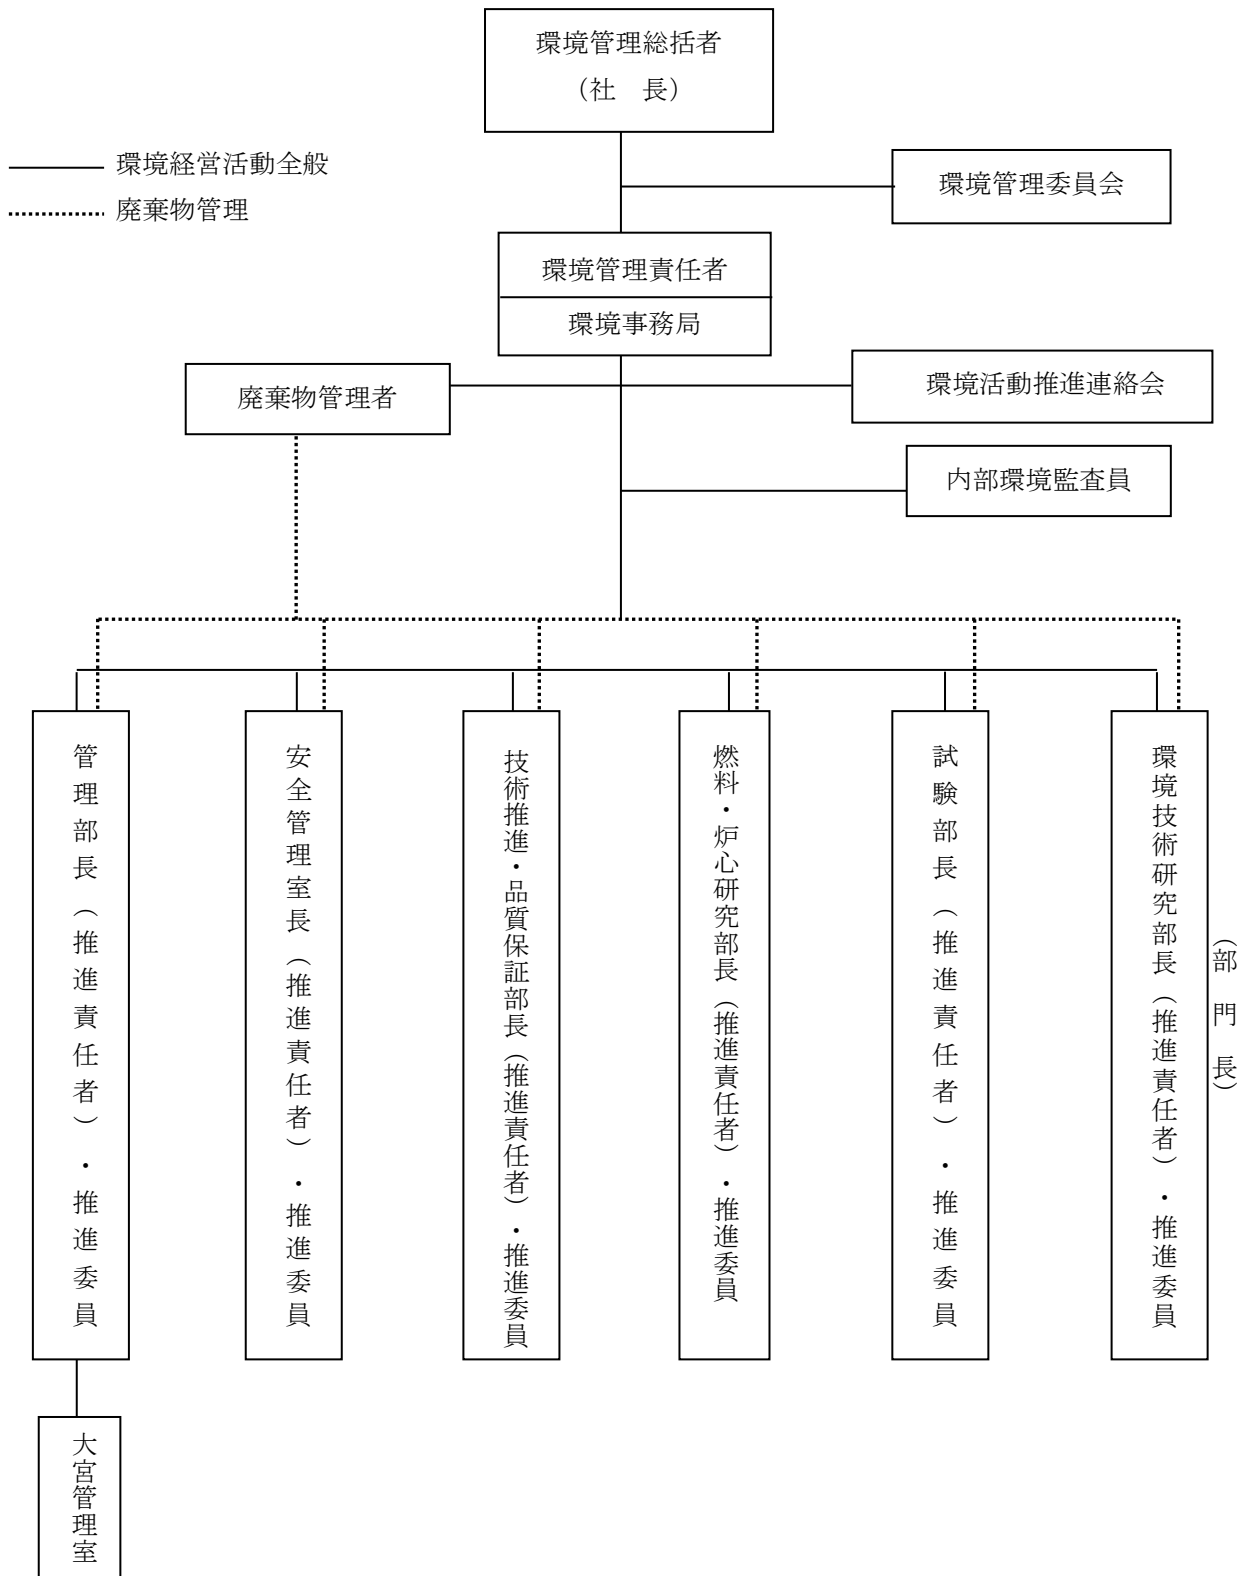 環境管理総括者
（社　長）
環境経営活動全般
廃棄物管理
環境管理委員会
環境管理責任者
環境事務局
廃棄物管理者
環境活動推進連絡会
内部環境監査員
管理部長（推進責任者）・推進委員
安全管理室長（推進責任者）・推進委員
技術推進・品質保証部長（推進責任者）・推進委員
燃料・炉心研究部長（推進責任者）・推進委員
試験部長（推進責任者）・推進委員
環境技術研究部長（推進責任者）・推進委員
（部　門　長）
大宮管理室